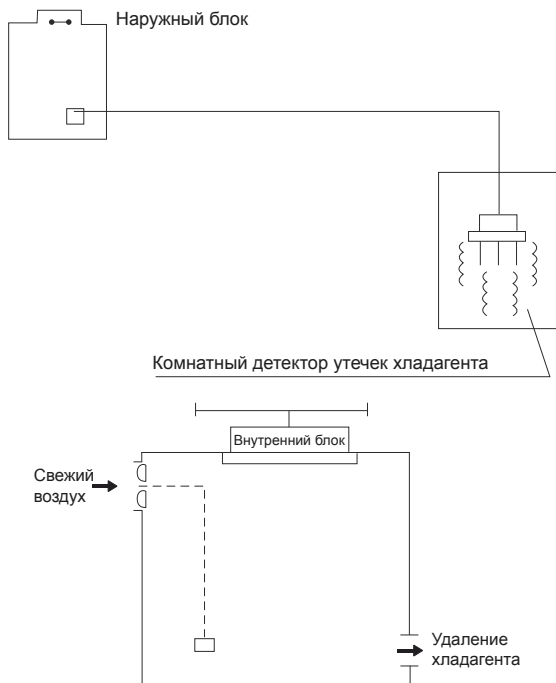 Наружный блок
Комнатный детектор утечек хладагента
Внутренний блок
Свежий
воздух
Удаление
хладагента